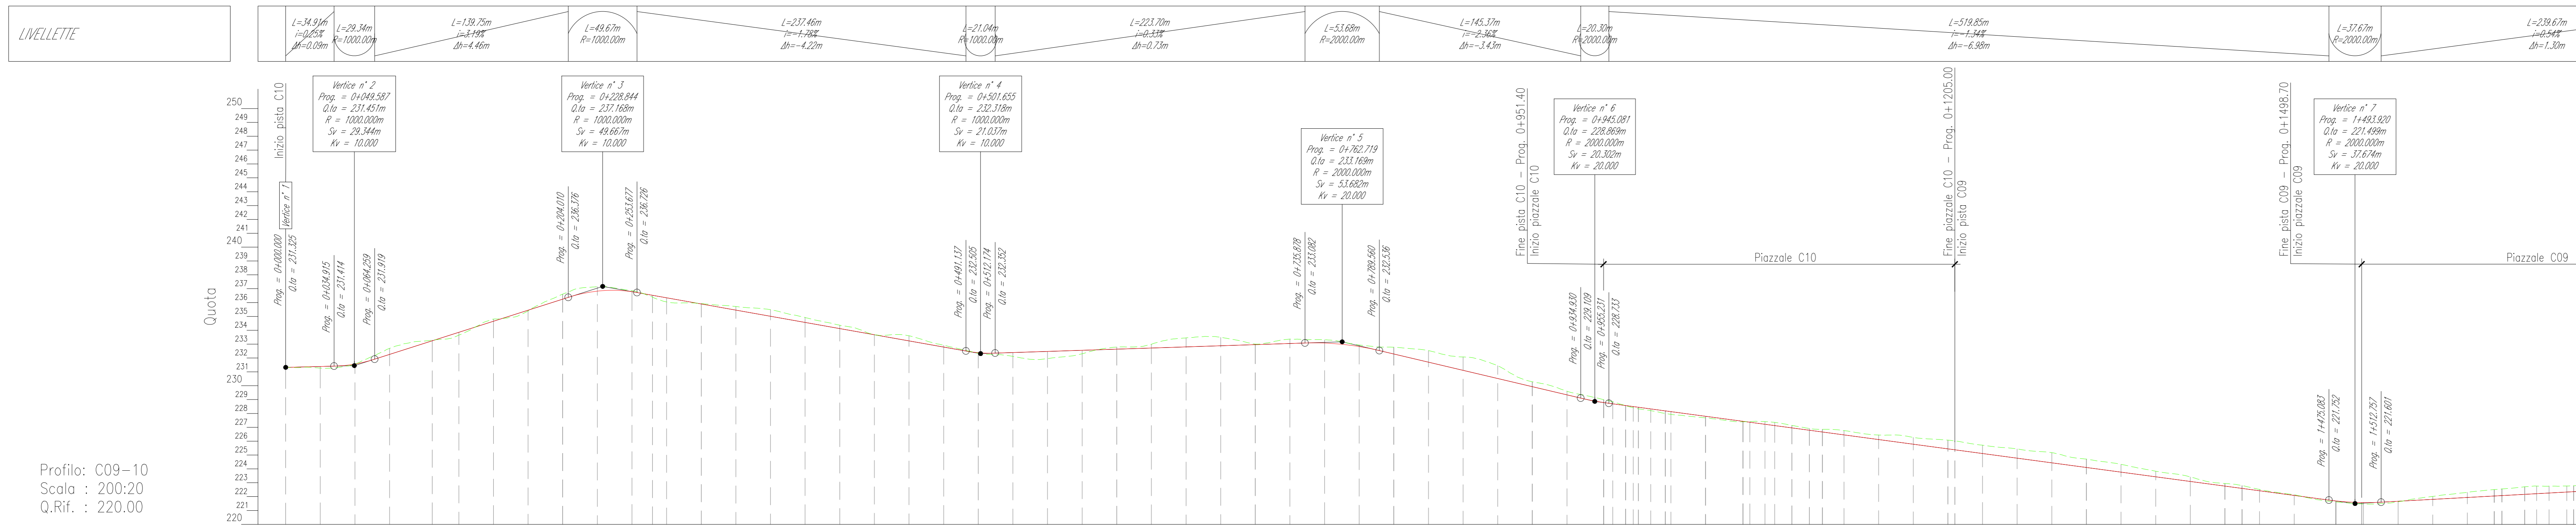 LIVELLETTE
L=34.91m
i=0.25%
Δh=0.09m
L=29.34m
R=1000.00m
L=139.75m
i=3.19%
Δh=4.46m
L=49.67m
R=1000.00m
L=237.46m
i=-1.78%
Δh=-4.22m
L=21.04m
R=1000.00m
L=223.70m
i=0.33%
Δh=0.73m
L=53.68m
R=2000.00m
L=145.37m
i=-2.36%
Δh=-3.43m
L=20.30m
R=2000.00m
L=519.85m
i=-1.34%
Δh=-6.98m
L=37.67m
R=2000.00m
L=239.67m
i=0.54%
Δh=1.30m
Inizio pista C10
Vertice n° 1
Prog. = 0+000.000
Q.ta = 231.325
Vertice n° 2
Prog. = 0+049.587
Q.ta = 231.451m
R = 1000.000m
Sv = 29.344m
Kv = 10.000
Prog. = 0+034.915
Q.ta = 231.414
Prog. = 0+064.259
Q.ta = 231.919
Vertice n° 3
Prog. = 0+228.844
Q.ta = 237.168m
R = 1000.000m
Sv = 49.667m
Kv = 10.000
Prog. = 0+204.010
Q.ta = 236.376
Prog. = 0+253.677
Q.ta = 236.726
Vertice n° 4
Prog. = 0+501.655
Q.ta = 232.318m
R = 1000.000m
Sv = 21.037m
Kv = 10.000
Prog. = 0+491.137
Q.ta = 232.505
Prog. = 0+512.174
Q.ta = 232.352
Vertice n° 5
Prog. = 0+762.719
Q.ta = 233.169m
R = 2000.000m
Sv = 53.682m
Kv = 20.000
Prog. = 0+735.878
Q.ta = 233.082
Prog. = 0+789.560
Q.ta = 232.536
Fine pista C10 - Prog. 0+951.40
Inizio piazzale C10
Vertice n° 6
Prog. = 0+945.081
Q.ta = 228.869m
R = 2000.000m
Sv = 20.302m
Kv = 20.000
Prog. = 0+934.930
Q.ta = 229.109
Prog. = 0+955.231
Q.ta = 228.733
Piazzale C10
Fine piazzale C10 - Prog. 0+1205.00
Inizio pista C09
Fine pista C09 - Prog. 0+1498.70
Inizio piazzale C09
Vertice n° 7
Prog. = 1+493.920
Q.ta = 221.499m
R = 2000.000m
Sv = 37.674m
Kv = 20.000
Prog. = 1+475.083
Q.ta = 221.752
Prog. = 1+512.757
Q.ta = 221.601
Piazzale C09
Quota
250
249
248
247
246
245
244
243
242
241
240
239
238
237
236
235
234
233
232
231
230
229
228
227
226
225
224
223
222
221
220
Profilo: C09-10
Scala : 200:20
Q.Rif. : 220.00